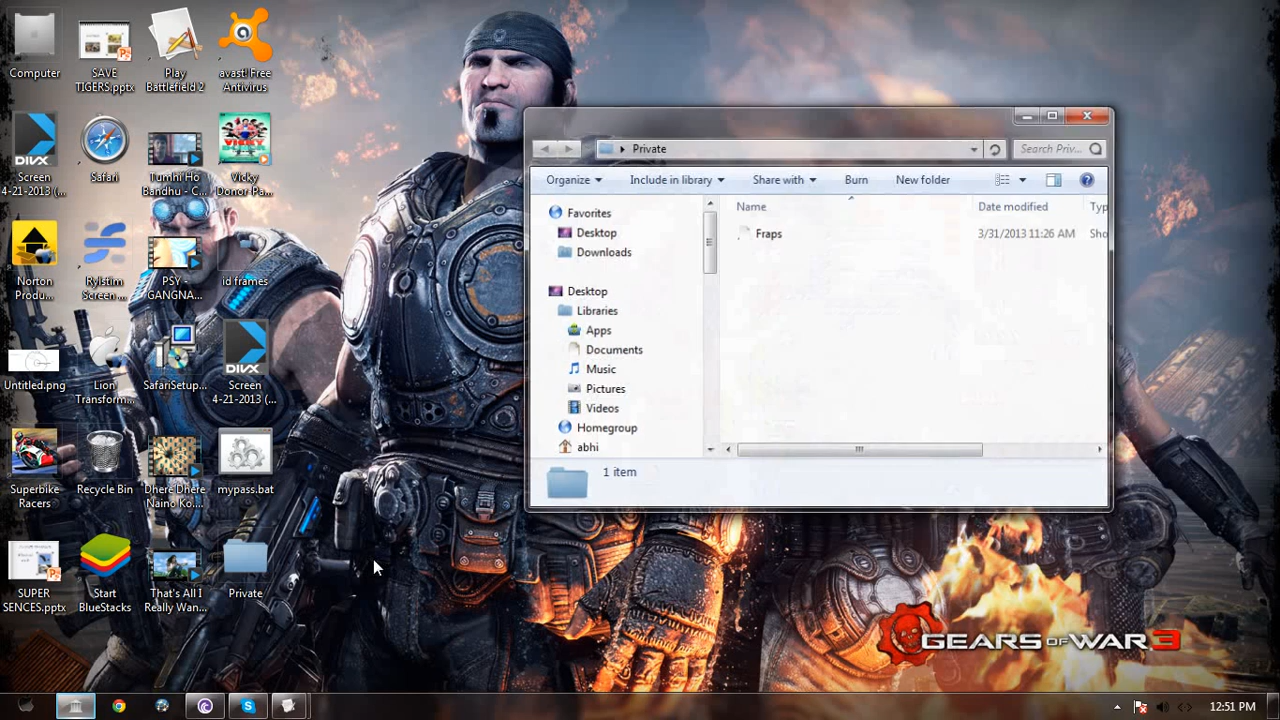 Computer
SAVE
TIGERS.pptx
Play
Battlefield 2
avast! Free
Antivirus
DIVX
Screen
4-21-2013 (...
Safari
Tumhi Ho
Bandhu - C...
VICKY
Vicky
Donor-Pa...
Norton
Produ...
Rylstim
Screen ...
PSY -
GANGNA...
id frames
Untitled.png
Lion
Transform...
SafariSetup...
DIVX
Screen
4-21-2013 (...
Superbike
Racers
Recycle Bin
Dhere Dhere
Naino Ko....
mypass.bat
SUPER
SENCES.pptx
Start
BlueStacks
That's All I
Really Wan...
Private
Private
Search Priv...
Organize
Include in library
Share with
Burn
New folder
Favorites
Desktop
Downloads
Desktop
Libraries
Apps
Documents
Music
Pictures
Videos
Homegroup
abhi
Name
Date modified
Typ
Fraps
3/31/2013 11:26 AM
Sho
1 item
GEARS OF WAR 3
12:51 PM